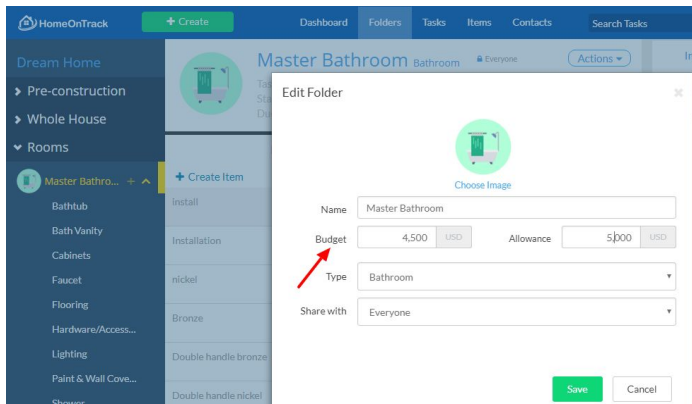 HomeOnTrack
+ Create
Dashboard Folders Tasks Items Contacts Search Tasks
Dream Home
Pre-construction
Whole House
Rooms
Master Bathro... +
Bathtub
Bath Vanity
Cabinets
Faucet
Flooring
Hardware/Access...
Lighting
Paint & Wall Cove...
Shower
Master Bathroom Bathroom Everyone Actions
+ Create Item
install
Installation
nickel
Bronze
Double handle bronze
Double handle nickel
Edit Folder
Choose Image
Name Master Bathroom
Budget 4,500 USD Allowance 5,000 USD
Type Bathroom
Share with Everyone
Save Cancel